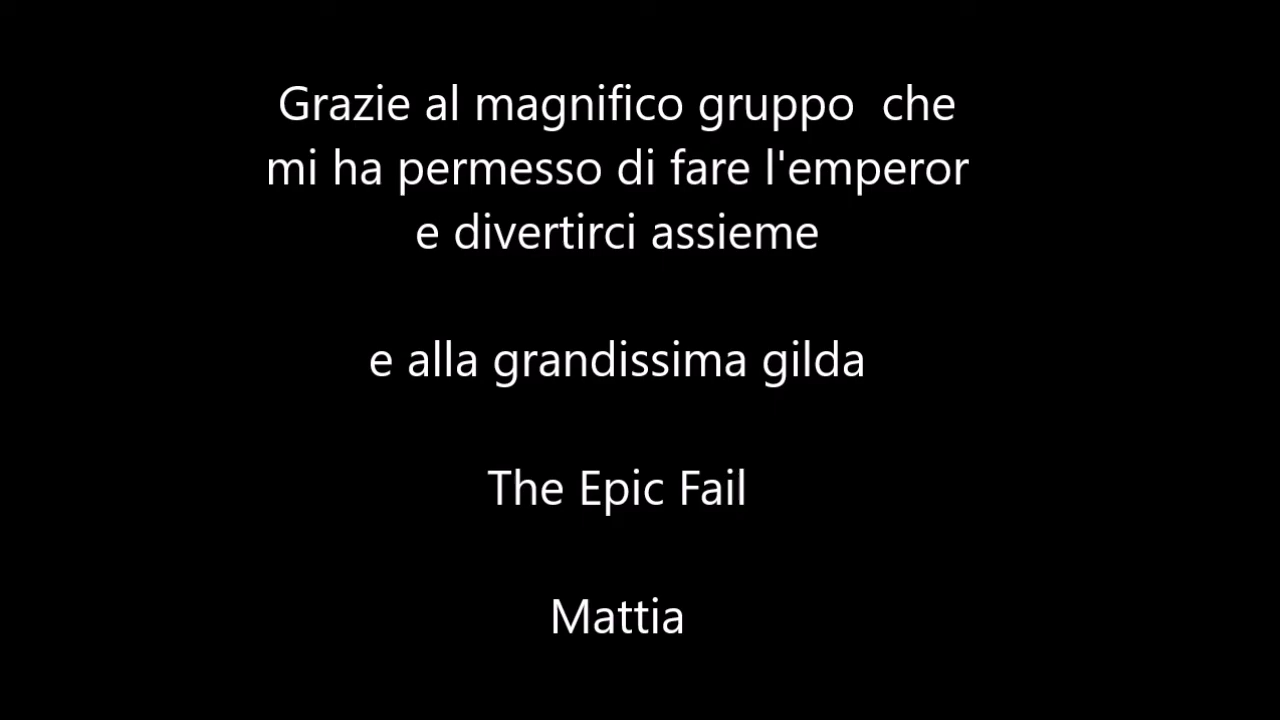 Grazie al magnifico gruppo  che
mi ha permesso di fare l'emperor
e divertirci assieme
e alla grandissima gilda
The Epic Fail
Mattia